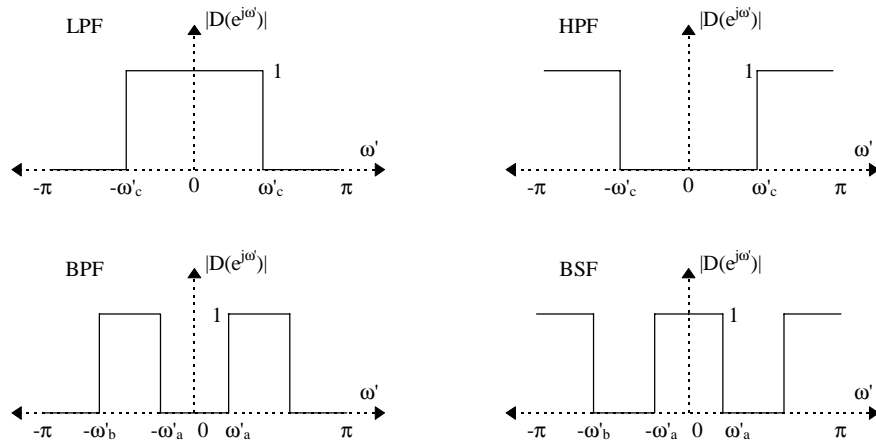 LPF
|D(e^jω')|
1
ω'
-π -ω'c 0 ω'c π
HPF
|D(e^jω')|
1
ω'
-π -ω'c 0 ω'c π
BPF
|D(e^jω')|
1
ω'
-π -ω'b -ω'a 0 ω'a π
BSF
|D(e^jω')|
1
ω'
-π -ω'b -ω'a 0 ω'a π